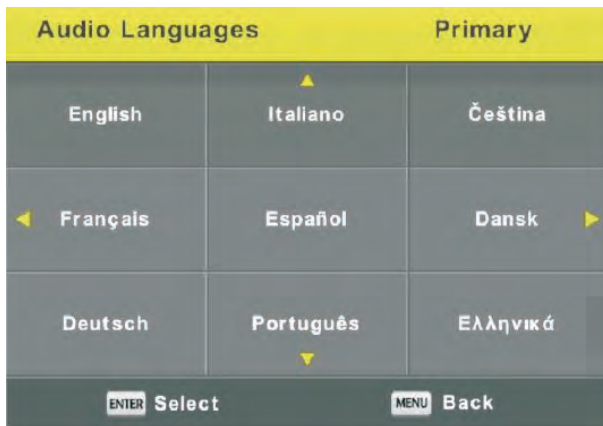 Audio Languages Primary
English Italiano Čeština
Français Español Dansk
Deutsch Português Ελληνικά
ENTER Select MENU Back